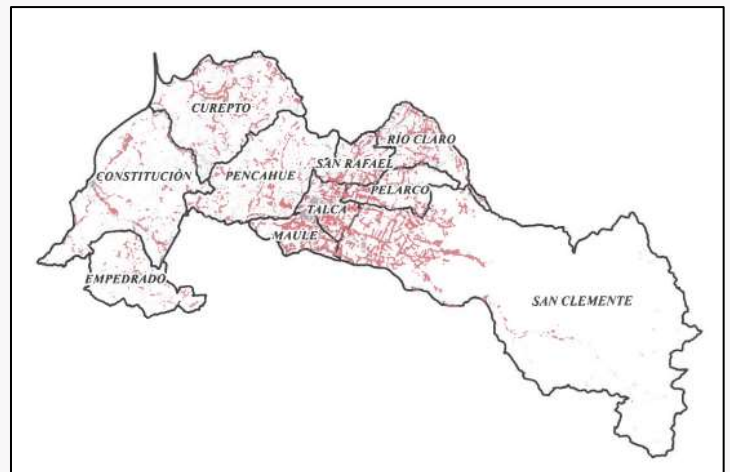 CUREPTO
RÍO CLARO
SAN RAFAEL
CONSTITUCIÓN
PENCAHUE
PELARCO
TALCA
MAULE
EMPEDRADO
SAN CLEMENTE